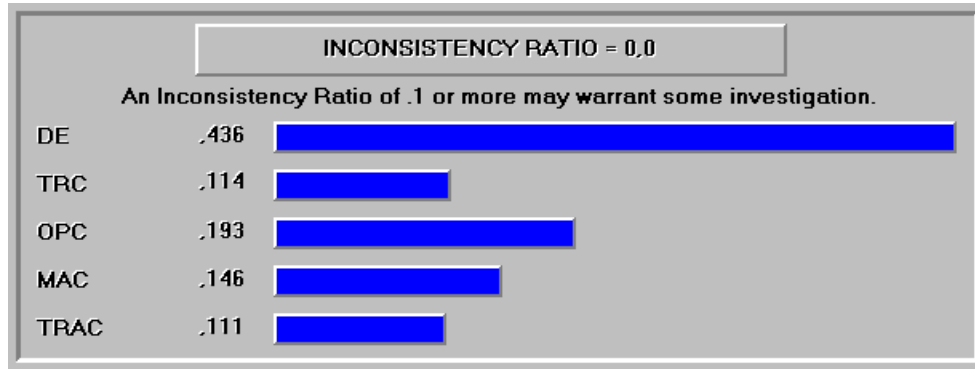 INCONSISTENCY RATIO = 0,0
An Inconsistency Ratio of .1 or more may warrant some investigation.
DE ,436
TRC ,114
OPC ,193
MAC ,146
TRAC ,111